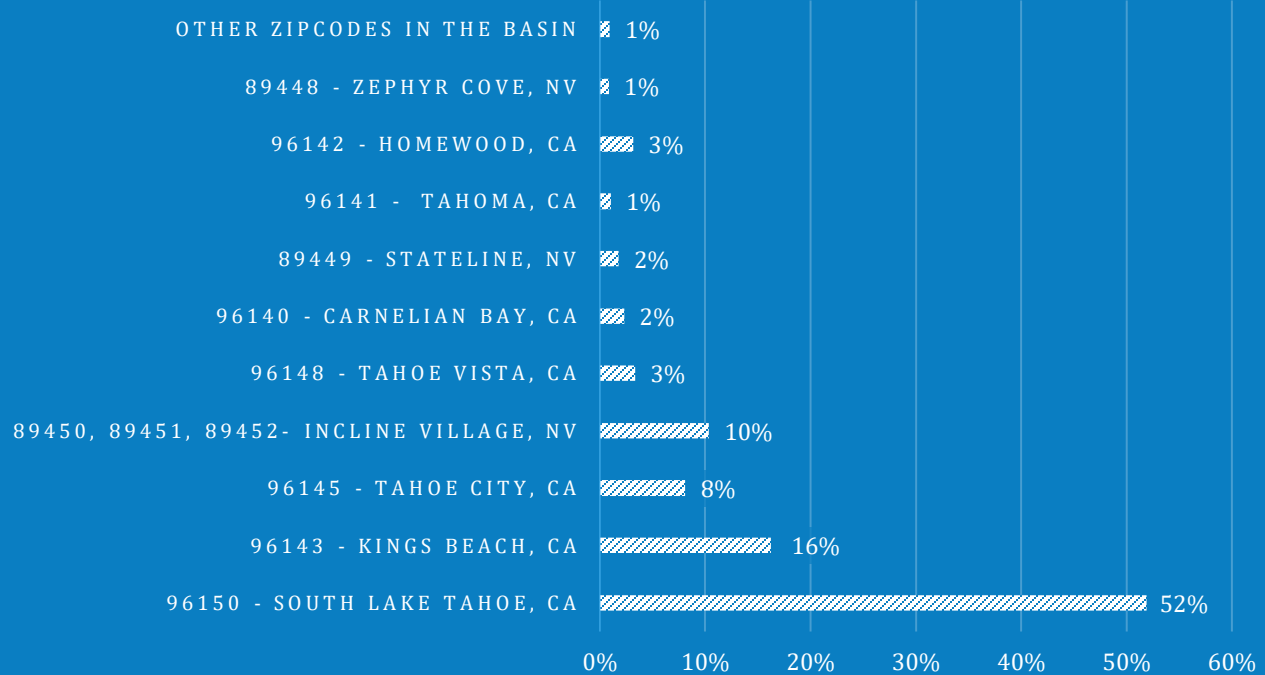 OTHER ZIPCODES IN THE BASIN 1%
89448 - ZEPHYR COVE, NV 1%
96142 - HOMEWOOD, CA 3%
96141 - TAHOMA, CA 1%
89449 - STATELINE, NV 2%
96140 - CARNELIAN BAY, CA 2%
96148 - TAHOE VISTA, CA 3%
89450, 89451, 89452- INCLINE VILLAGE, NV 10%
96145 - TAHOE CITY, CA 8%
96143 - KINGS BEACH, CA 16%
96150 - SOUTH LAKE TAHOE, CA 52%
0% 10% 20% 30% 40% 50% 60%